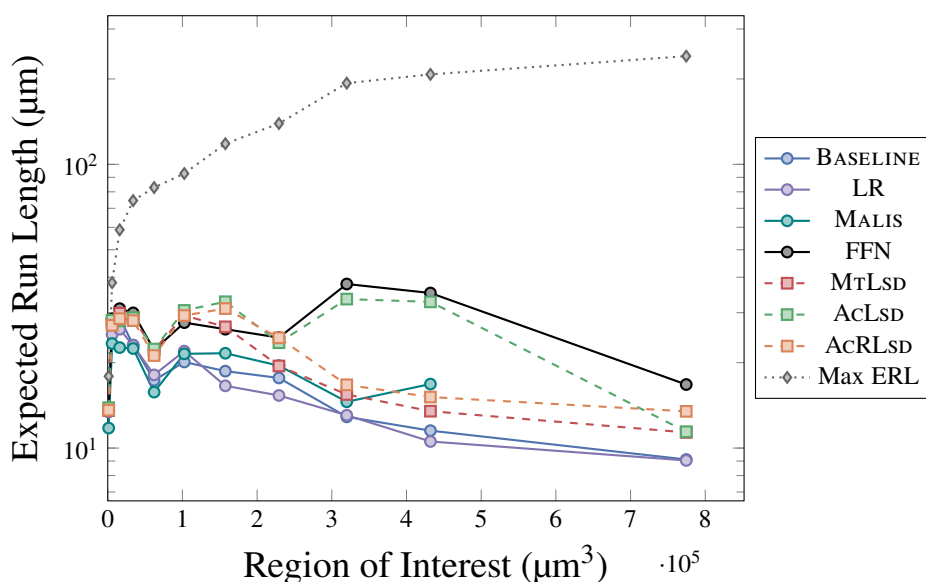 Expected Run Length (µm)
10²
10¹
0 1 2 3 4 5 6 7 8
·10⁵
Region of Interest (µm³)
BASELINE
LR
MALIS
FFN
MTLSD
ACLSD
ACRLSD
Max ERL